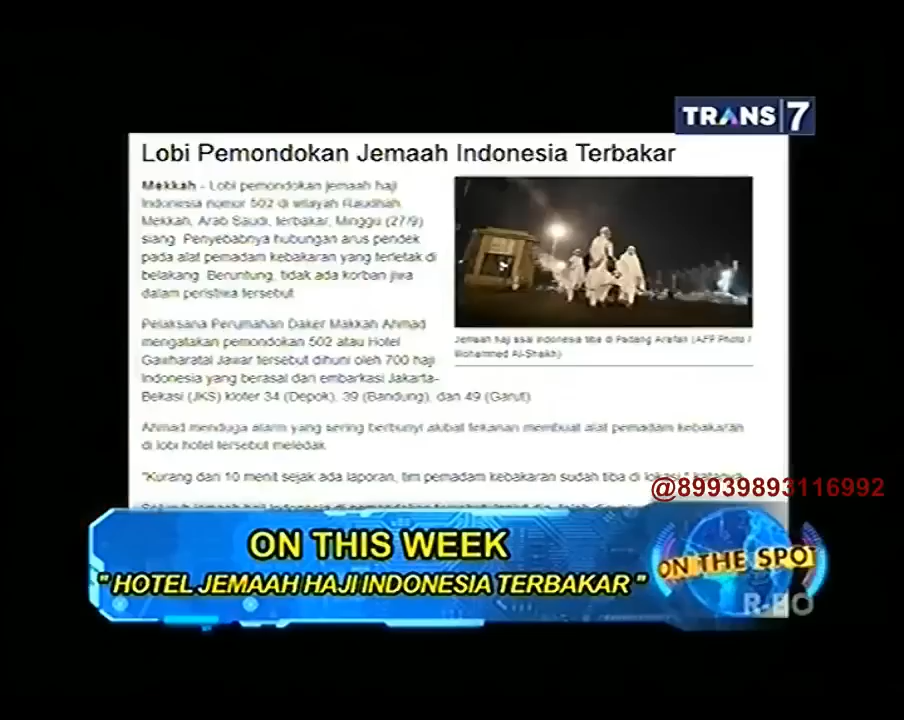 TRANS 7
Lobi Pemondokan Jemaah Indonesia Terbakar
Mekkah - Lobi pemondokan jemaah haji
Indonesia nomor 502 di wilayah Raudhah
Mekkah, Arab Saudi, terbakar, Minggu (27/9)
siang. Penyebabnya hubungan arus pendek
pada alat pemadam kebakaran yang terletak di
belakang. Beruntung, tidak ada korban jiwa
dalam peristiwa tersebut.
Jemaah haji asal Indonesia tiba di Padang Arafah (AFP Photo /
Mohammed Al-Shaikh)
Pelaksana Perumahan Daker Makkah Ahmad
mengatakan pemondokan 502 atau Hotel
Gawharatal Jawar tersebut dihuni oleh 700 haji
Indonesia yang berasal dari embarkasi Jakarta-
Bekasi (JKS) kloter 34 (Depok), 39 (Bandung), dan 49 (Garut)
Ahmad menduga alarm yang sering berbunyi akibat tekanan membuat alat pemadam kebakaran
di lobi hotel tersebut meledak.
"Kurang dari 10 menit sejak ada laporan, tim pemadam kebakaran sudah tiba di lokasi," katanya.
@89939893116992
ON THIS WEEK
" HOTEL JEMAAH HAJI INDONESIA TERBAKAR "
ON THE SPOT
R-BO